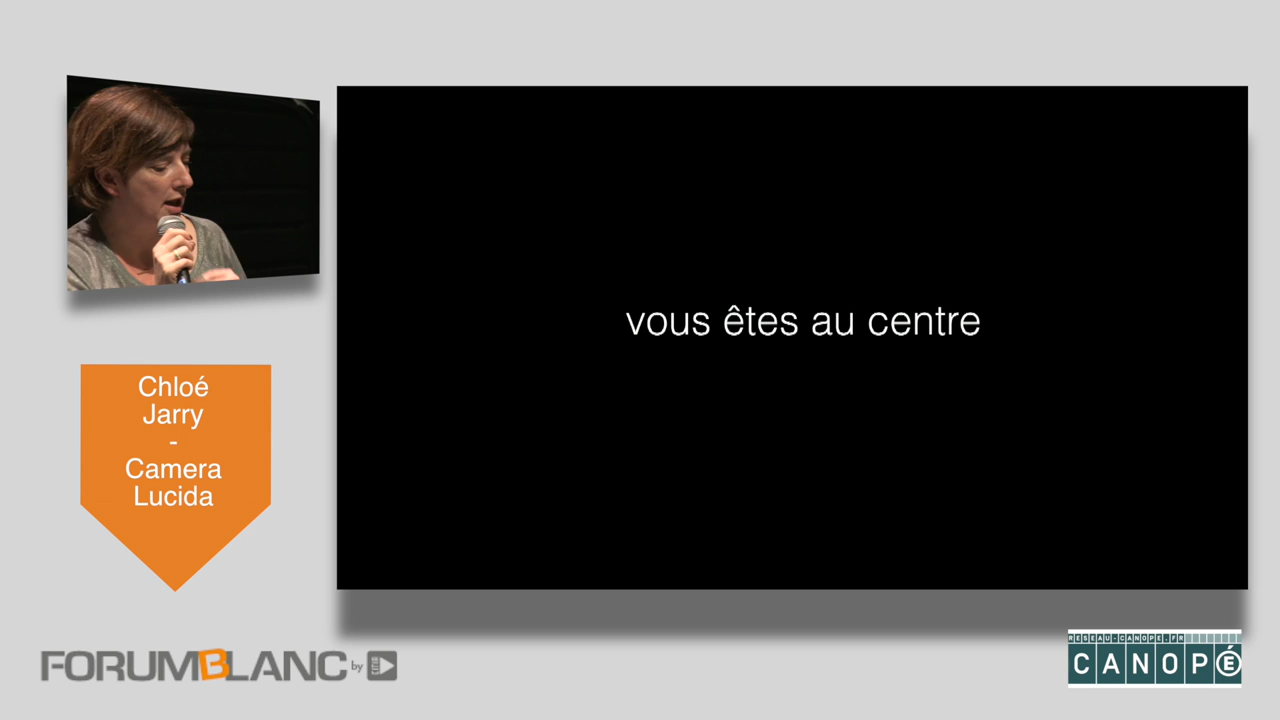 vous êtes au centre
Chloé
Jarry
-
Camera
Lucida
FORUMBLANC by
RESEAU-CANOPE.FR
CANOPÉ